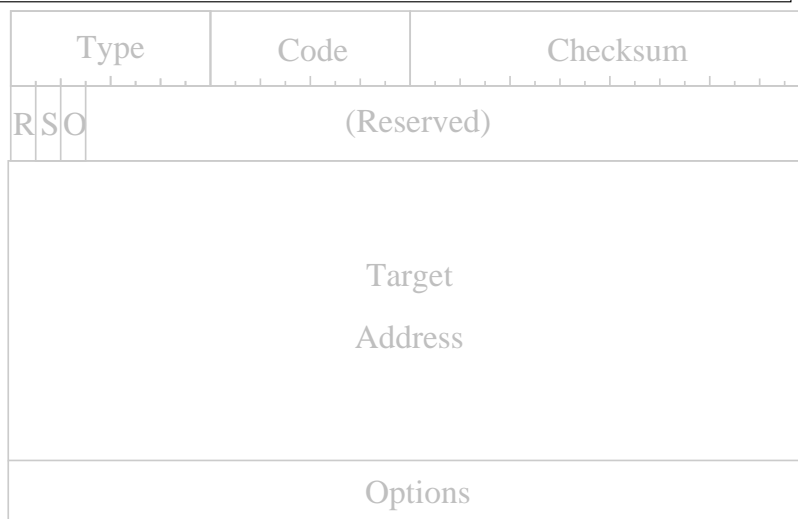 Type Code Checksum
R S O (Reserved)
Target
Address
Options